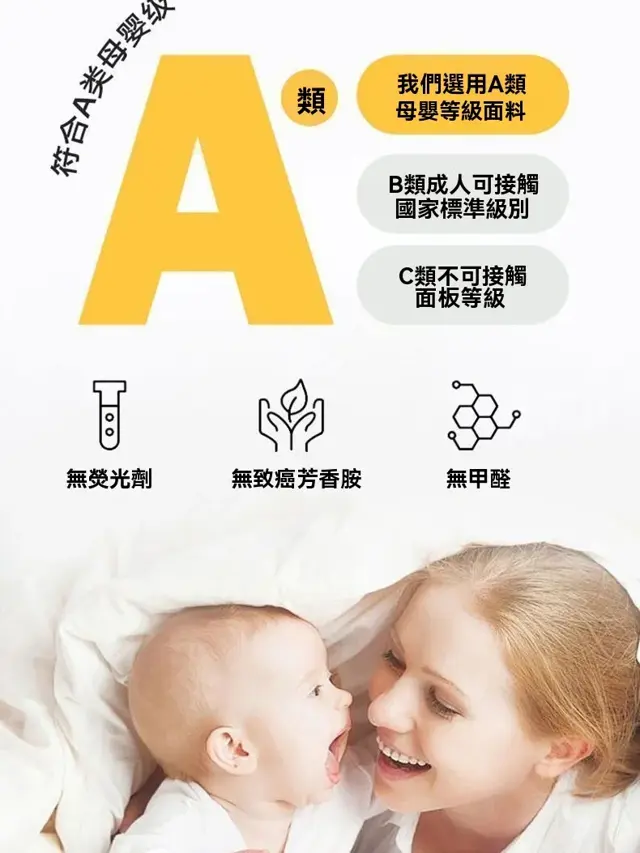 符合A类母婴级
A
類
我們選用A類
母嬰等級面料
B類成人可接觸
國家標準級別
C類不可接觸
面板等級
無熒光劑
無致癌芳香胺
無甲醛